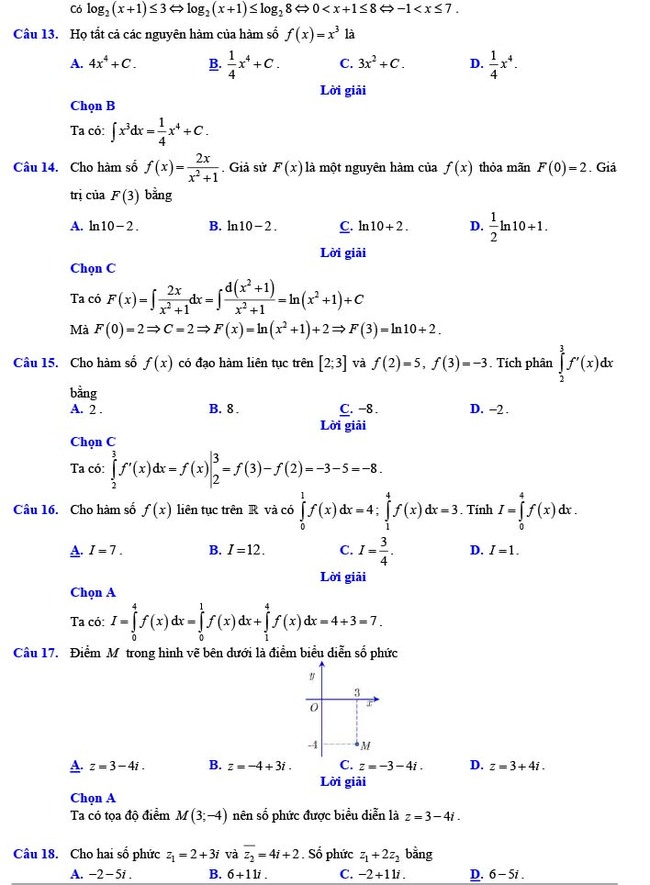 Có log₂(x+1) ≤ 3 ⇔ log₂(x+1) ≤ log₂ 8 ⇔ 0 < x+1 ≤ 8 ⇔ −1 < x ≤ 7 .
Câu 13. Họ tất cả các nguyên hàm của hàm số f(x) = x³ là
A. 4x⁴ + C . B. 1/4 x⁴ + C . C. 3x² + C . D. 1/4 x⁴.
Lời giải
Chọn B
Ta có: ∫x³dx = 1/4 x⁴ + C .
Câu 14. Cho hàm số f(x) = 2x/(x²+1) . Giả sử F(x) là một nguyên hàm của f(x) thỏa mãn F(0) = 2 . Giá
trị của F(3) bằng
A. ln10 − 2 . B. ln10 − 2 . C. ln10 + 2 . D. 1/2 ln10 + 1.
Lời giải
Chọn C
Ta có F(x) = ∫ 2x/(x²+1) dx = ∫ d(x²+1)/(x²+1) = ln(x²+1) + C
Mà F(0) = 2 ⇒ C = 2 ⇒ F(x) = ln(x²+1) + 2 ⇒ F(3) = ln10 + 2 .
Câu 15. Cho hàm số f(x) có đạo hàm liên tục trên [2;3] và f(2) = 5 , f(3) = −3 . Tích phân ∫₂³ f′(x)dx
bằng
A. 2 . B. 8 . C. −8 . D. −2 .
Lời giải
Chọn C
Ta có: ∫₂³ f′(x)dx = f(x)|₂³ = f(3) − f(2) = −3 − 5 = −8 .
Câu 16. Cho hàm số f(x) liên tục trên ℝ và có ∫₀¹ f(x)dx = 4 ; ∫₁⁴ f(x)dx = 3 . Tính I = ∫₀⁴ f(x)dx .
A. I = 7 . B. I = 12 . C. I = 3/4 . D. I = 1.
Lời giải
Chọn A
Ta có: I = ∫₀⁴ f(x)dx = ∫₀¹ f(x)dx + ∫₁⁴ f(x)dx = 4 + 3 = 7 .
Câu 17. Điểm M trong hình vẽ bên dưới là điểm biểu diễn số phức
y
3
O x
-4 M
A. z = 3 − 4i . B. z = −4 + 3i . C. z = −3 − 4i . D. z = 3 + 4i .
Lời giải
Chọn A
Ta có tọa độ điểm M(3;−4) nên số phức được biểu diễn là z = 3 − 4i .
Câu 18. Cho hai số phức z₁ = 2 + 3i và z̅₂ = 4i + 2 . Số phức z₁ + 2z₂ bằng
A. −2 − 5i . B. 6 + 11i . C. −2 + 11i . D. 6 − 5i .